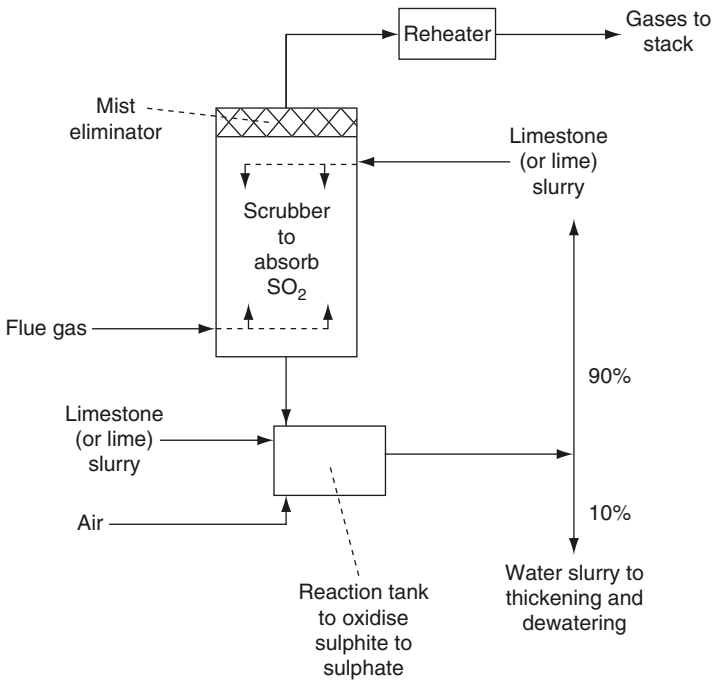 Reheater
Gases to
stack
Mist
eliminator
Limestone
(or lime)
slurry
Scrubber
to
absorb
SO2
Flue gas
90%
Limestone
(or lime)
slurry
Air
10%
Reaction tank
to oxidise
sulphite to
sulphate
Water slurry to
thickening and
dewatering